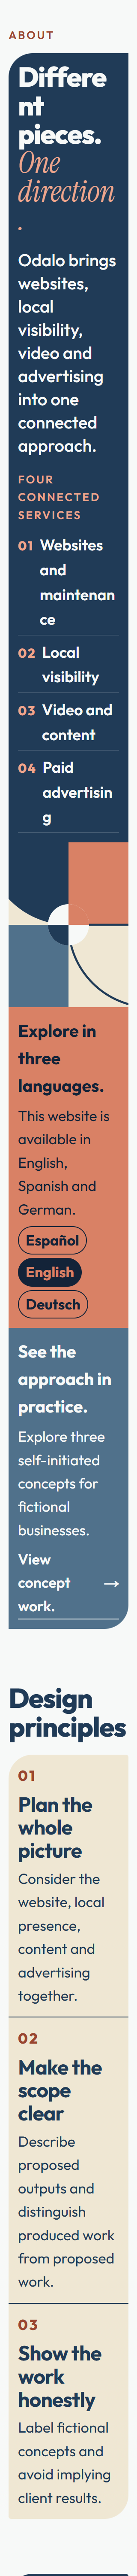 ABOUT
Differe
nt
pieces.
One
direction
.
Odalo brings
websites,
local
visibility,
video and
advertising
into one
connected
approach.
FOUR
CONNECTED
SERVICES
01 Websites
and
maintenan
ce
02 Local
visibility
03 Video and
content
04 Paid
advertisin
g
Explore in
three
languages.
This website is
available in
English,
Spanish and
German.
Español
English
Deutsch
See the
approach in
practice.
Explore three
self-initiated
concepts for
fictional
businesses.
View
concept →
work.
Design
principles
01
Plan the
whole
picture
Consider the
website, local
presence,
content and
advertising
together.
02
Make the
scope
clear
Describe
proposed
outputs and
distinguish
produced work
from proposed
work.
03
Show the
work
honestly
Label fictional
concepts and
avoid implying
client results.